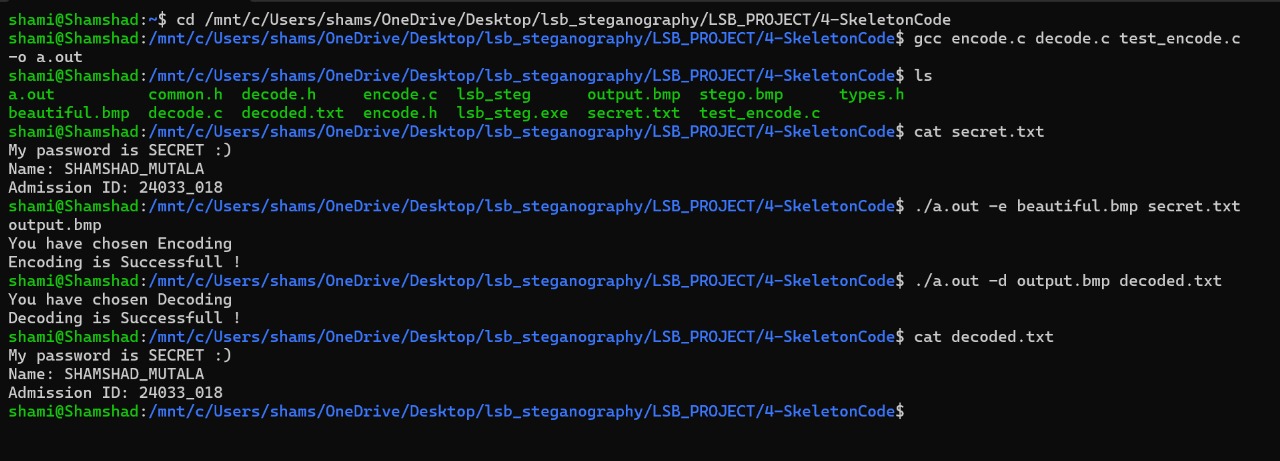 shami@Shamshad:~$ cd /mnt/c/Users/shams/OneDrive/Desktop/lsb_steganography/LSB_PROJECT/4-SkeletonCode
shami@Shamshad:/mnt/c/Users/shams/OneDrive/Desktop/lsb_steganography/LSB_PROJECT/4-SkeletonCode$ gcc encode.c decode.c test_encode.c
-o a.out
shami@Shamshad:/mnt/c/Users/shams/OneDrive/Desktop/lsb_steganography/LSB_PROJECT/4-SkeletonCode$ ls
a.out          common.h  decode.h     encode.c  lsb_steg      output.bmp  stego.bmp      types.h
beautiful.bmp  decode.c  decoded.txt  encode.h  lsb_steg.exe  secret.txt  test_encode.c
shami@Shamshad:/mnt/c/Users/shams/OneDrive/Desktop/lsb_steganography/LSB_PROJECT/4-SkeletonCode$ cat secret.txt
My password is SECRET :)
Name: SHAMSHAD_MUTALA
Admission ID: 24033_018
shami@Shamshad:/mnt/c/Users/shams/OneDrive/Desktop/lsb_steganography/LSB_PROJECT/4-SkeletonCode$ ./a.out -e beautiful.bmp secret.txt
output.bmp
You have chosen Encoding
Encoding is Successfull !
shami@Shamshad:/mnt/c/Users/shams/OneDrive/Desktop/lsb_steganography/LSB_PROJECT/4-SkeletonCode$ ./a.out -d output.bmp decoded.txt
You have chosen Decoding
Decoding is Successfull !
shami@Shamshad:/mnt/c/Users/shams/OneDrive/Desktop/lsb_steganography/LSB_PROJECT/4-SkeletonCode$ cat decoded.txt
My password is SECRET :)
Name: SHAMSHAD_MUTALA
Admission ID: 24033_018
shami@Shamshad:/mnt/c/Users/shams/OneDrive/Desktop/lsb_steganography/LSB_PROJECT/4-SkeletonCode$